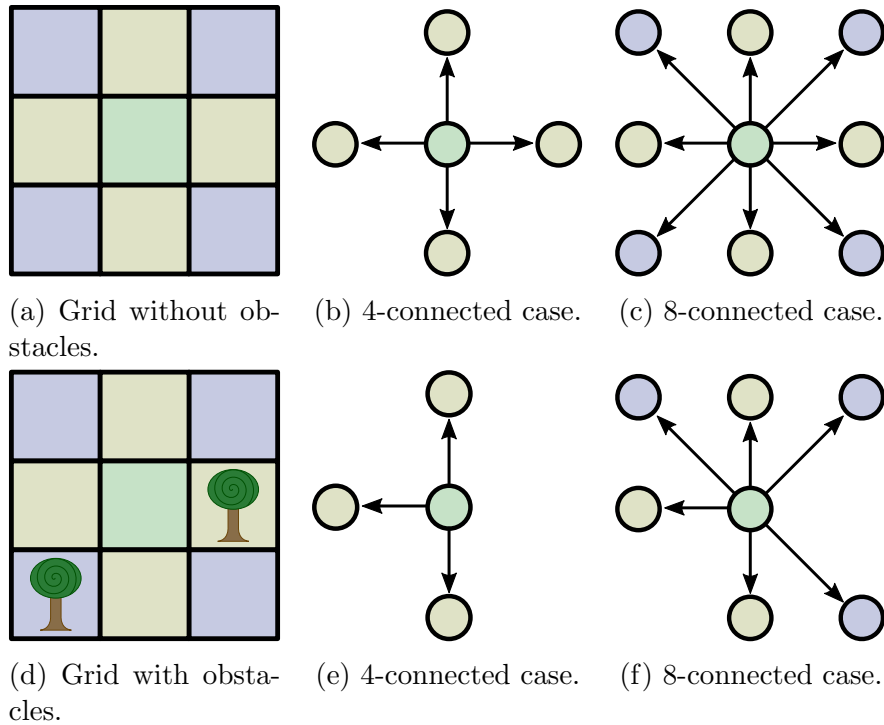 (a) Grid without ob-
stacles.
(b) 4-connected case.
(c) 8-connected case.
(d) Grid with obsta-
cles.
(e) 4-connected case.
(f) 8-connected case.